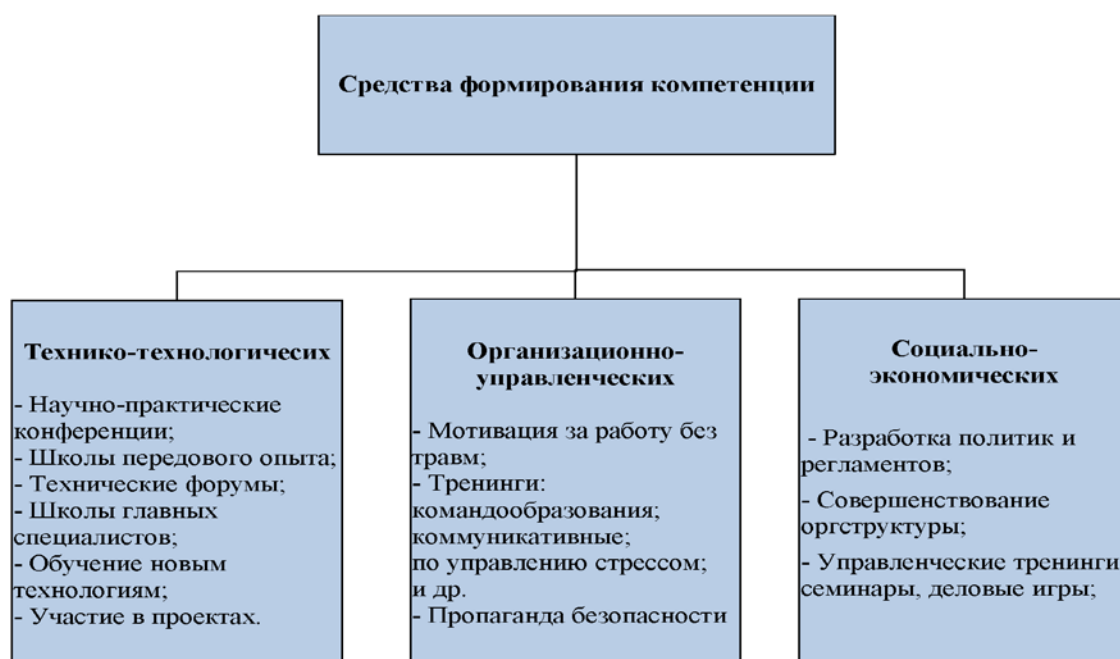 Средства формирования компетенции
Технико-технологичесих
- Научно-практические
конференции;
- Школы передового опыта;
- Технические форумы;
- Школы главных
специалистов;
- Обучение новым
технологиям;
- Участие в проектах.
Организационно-
управленческих
- Мотивация за работу без
травм;
- Тренинги:
командообразования;
коммуникативные;
по управлению стрессом;
и др.
- Пропаганда безопасности
Социально-
экономических
- Разработка политик и
регламентов;
- Совершенствование
оргструктуры;
- Управленческие тренинги
семинары, деловые игры;